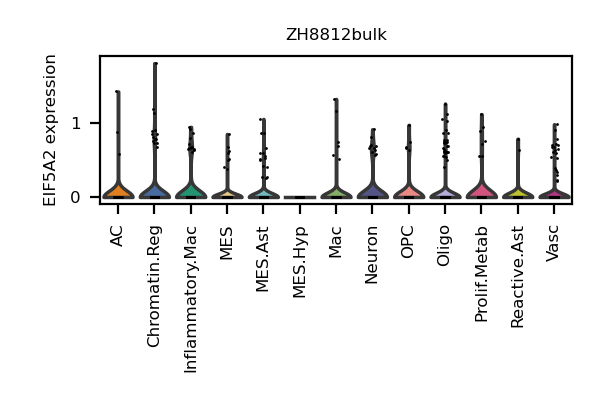 ZH8812bulk
EIF5A2 expression
1
0
AC
Chromatin.Reg
Inflammatory.Mac
MES
MES.Ast
MES.Hyp
Mac
Neuron
OPC
Oligo
Prolif.Metab
Reactive.Ast
Vasc